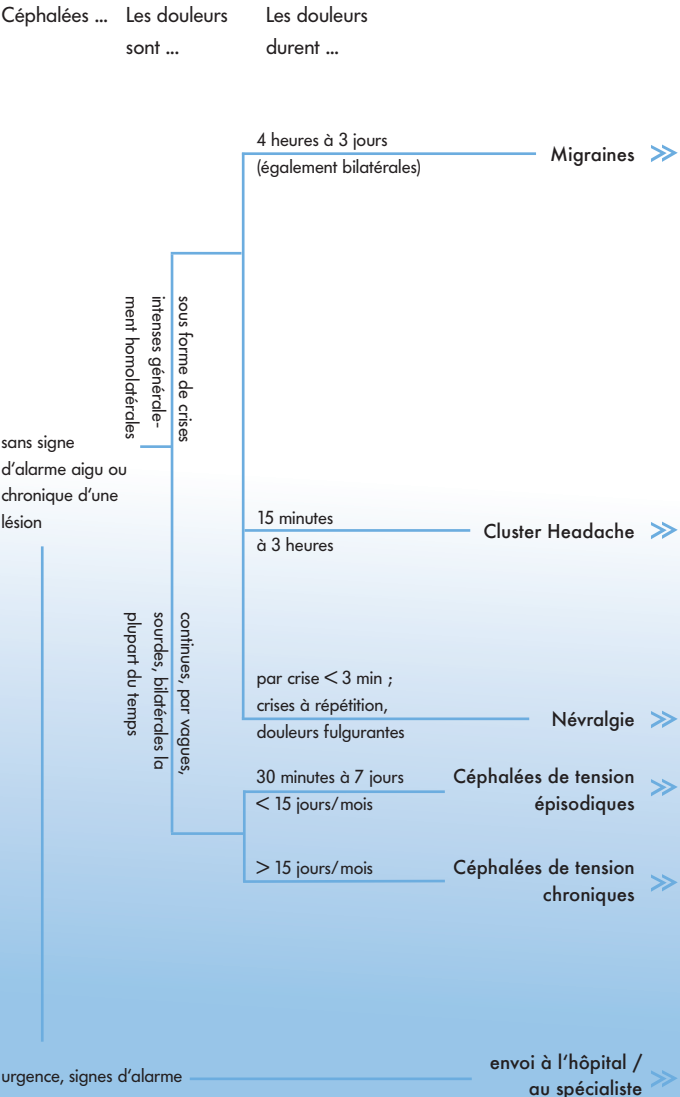 Céphalées ...
Les douleurs
sont ...
Les douleurs
durent ...
4 heures à 3 jours
(également bilatérales)
Migraines
sous forme de crises
intenses générale-
ment homolatérales
sans signe
d'alarme aigu ou
chronique d'une
lésion
15 minutes
à 3 heures
Cluster Headache
continues, par vagues,
sourdes, bilatérales la
plupart du temps
par crise < 3 min ;
crises à répétition,
douleurs fulgurantes
Névralgie
30 minutes à 7 jours
< 15 jours/mois
Céphalées de tension
épisodiques
> 15 jours/mois
Céphalées de tension
chroniques
urgence, signes d'alarme
envoi à l'hôpital /
au spécialiste